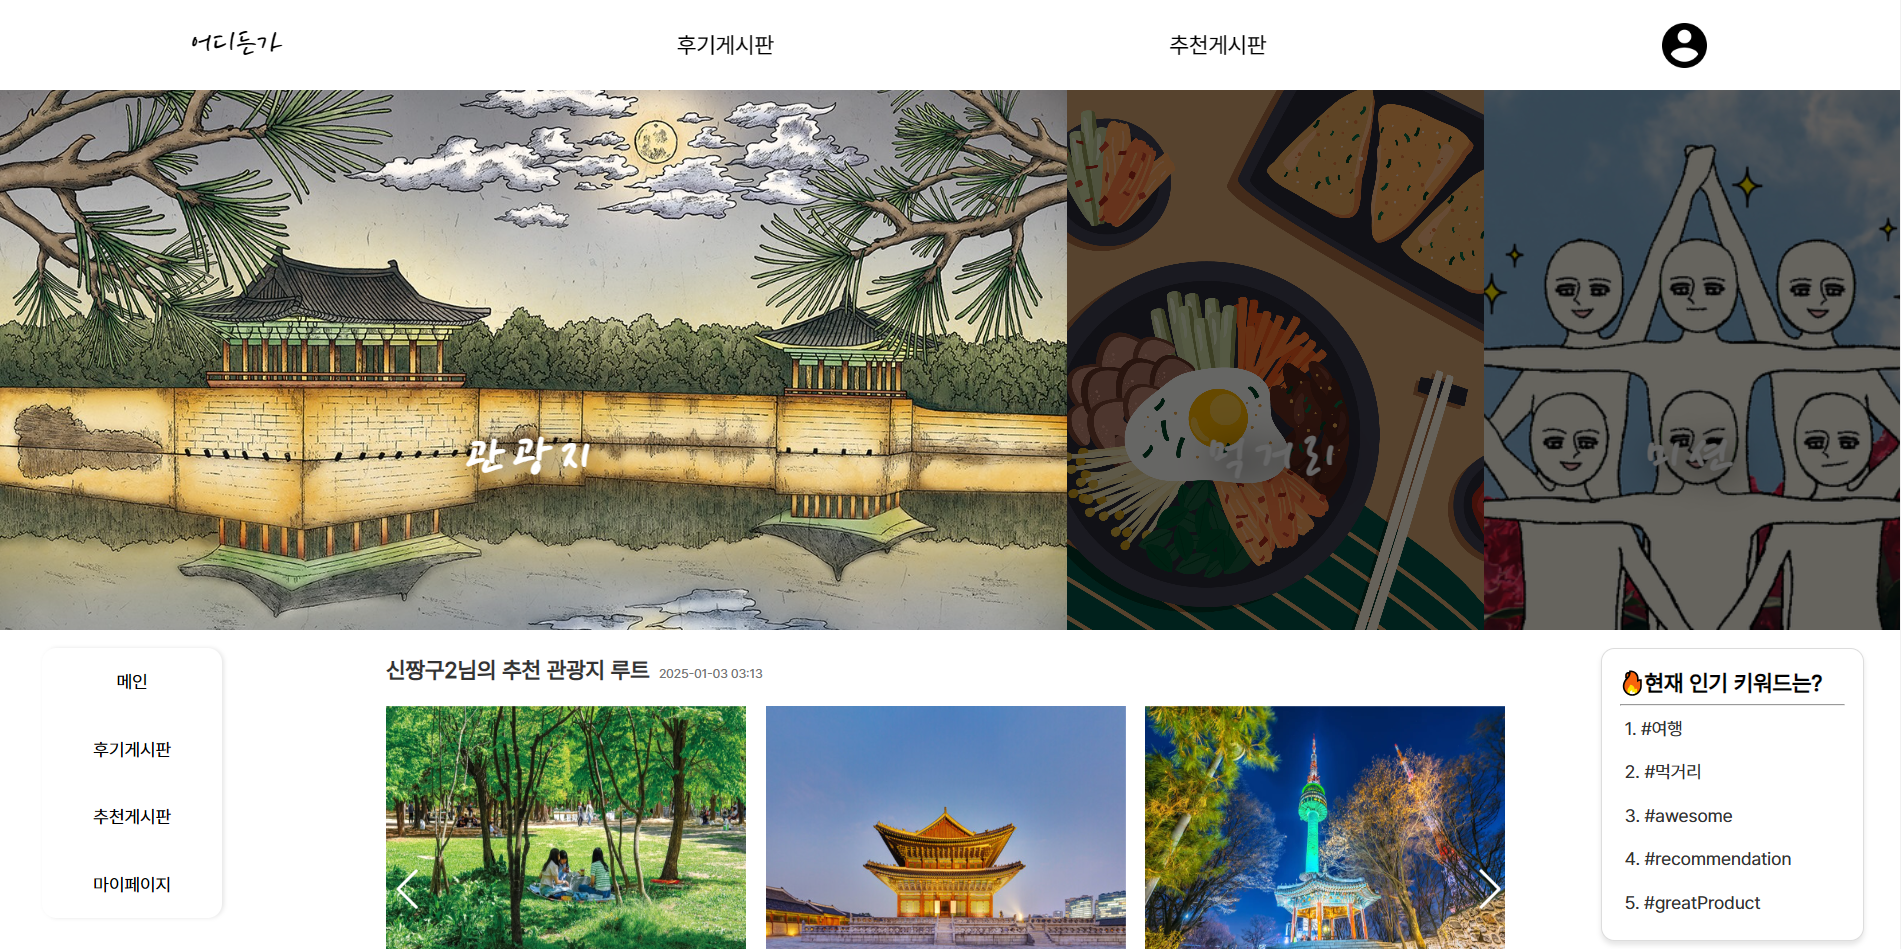 어디든가
후기게시판
추천게시판
관광지
먹거리
미션
메인
후기게시판
추천게시판
마이페이지
신짱구2님의 추천 관광지 루트 2025-01-03 03:13
🔥현재 인기 키워드는?
1. #여행
2. #먹거리
3. #awesome
4. #recommendation
5. #greatProduct